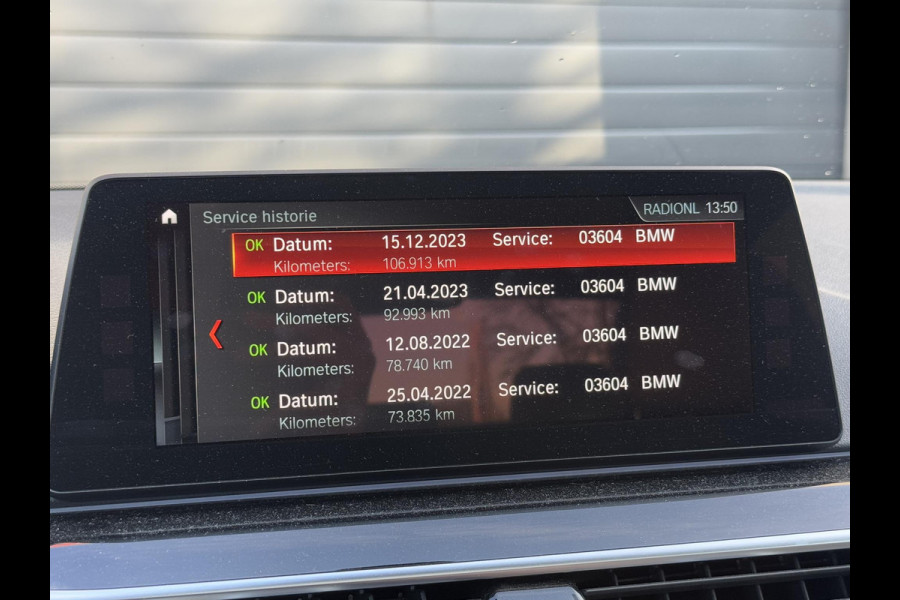 Service historie RADIONL 13:50
OK Datum: 15.12.2023 Service: 03604 BMW
Kilometers: 106.913 km
OK Datum: 21.04.2023 Service: 03604 BMW
Kilometers: 92.993 km
OK Datum: 12.08.2022 Service: 03604 BMW
Kilometers: 78.740 km
OK Datum: 25.04.2022 Service: 03604 BMW
Kilometers: 73.835 km